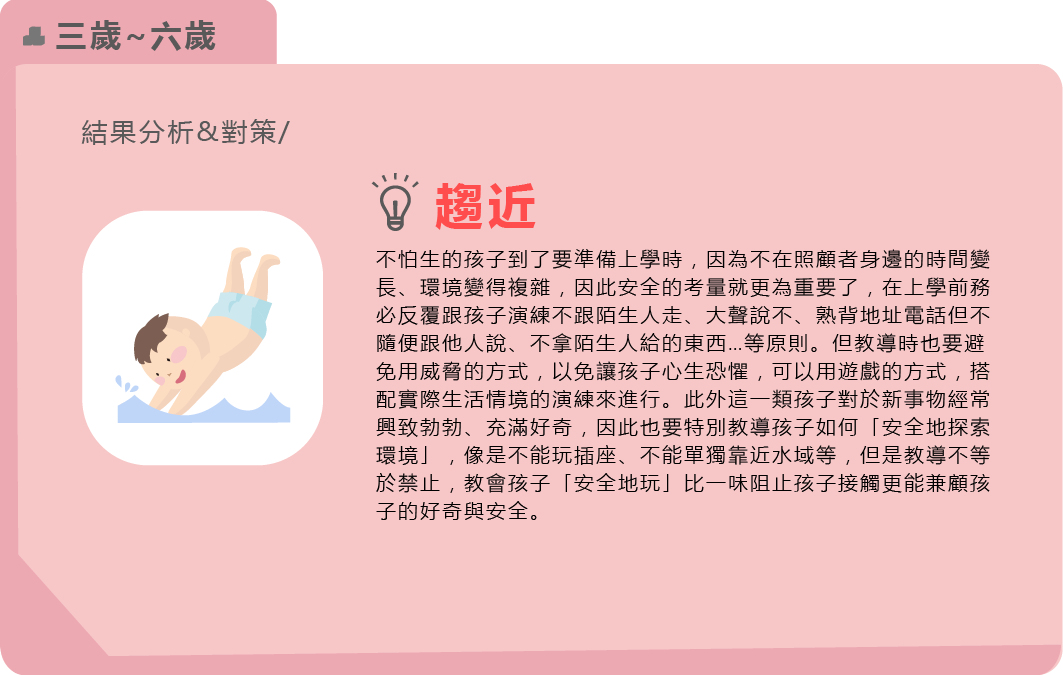 三歲~六歲
結果分析&對策/
趨近
不怕生的孩子到了要準備上學時，因為不在照顧者身邊的時間變
長、環境變得複雜，因此安全的考量就更為重要了，在上學前務
必反覆跟孩子演練不跟陌生人走、大聲說不、熟背地址電話但不
隨便跟他人說、不拿陌生人給的東西...等原則。但教導時也要避
免用威脅的方式，以免讓孩子心生恐懼，可以用遊戲的方式，搭
配實際生活情境的演練來進行。此外這一類孩子對於新事物經常
興致勃勃、充滿好奇，因此也要特別教導孩子如何「安全地探索
環境」，像是不能玩插座、不能單獨靠近水域等，但是教導不等
於禁止，教會孩子「安全地玩」比一味阻止孩子接觸更能兼顧孩
子的好奇與安全。